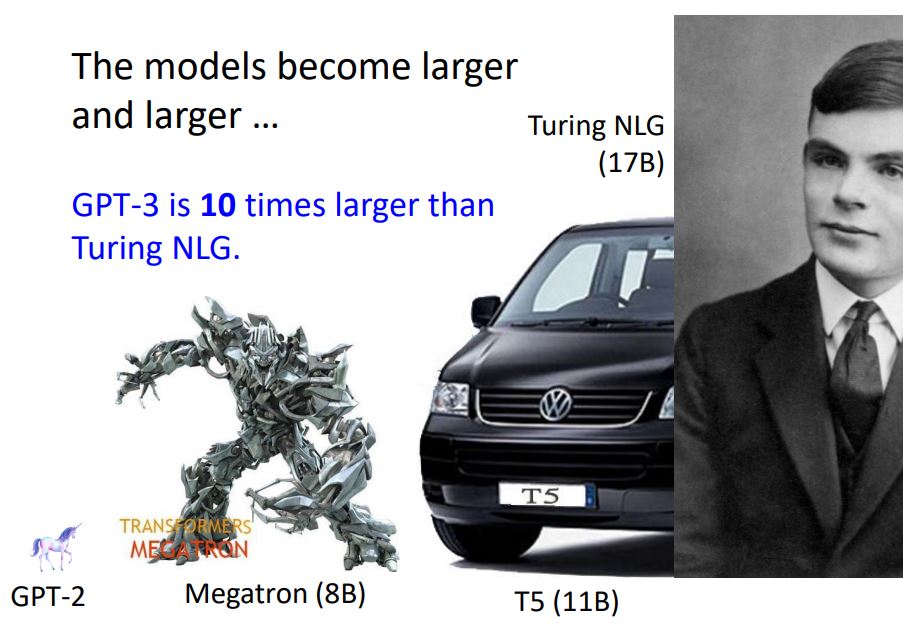 The models become larger
and larger …
Turing NLG
(17B)
GPT-3 is 10 times larger than
Turing NLG.
T5
TRANSFORMERS
MEGATRON
GPT-2
Megatron (8B)
T5 (11B)